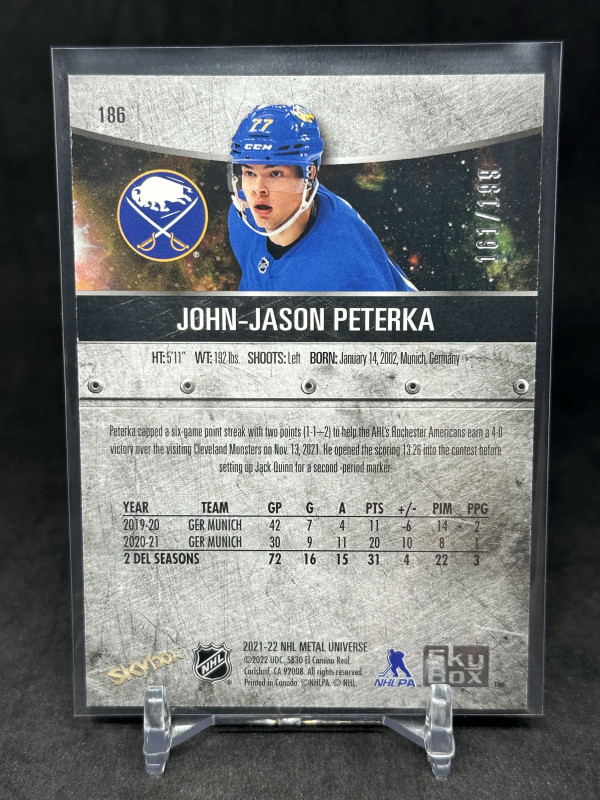 186
77
CCM
191/199
JOHN-JASON PETERKA
HT: 5'11" WT: 192 lbs. SHOOTS: Left BORN: January 14, 2002, Munich, Germany
Peterka capped a six-game point streak with two points (1-1—2) to help the AHL's Rochester Americans earn a 4-0
victory over the visiting Cleveland Monsters on Nov. 13, 2021. He opened the scoring 13:26 into the contest before
setting up Jack Quinn for a second-period marker.
YEAR TEAM GP G A PTS +/- PIM PPG
2019-20 GER MUNICH 42 7 4 11 -6 14 2
2020-21 GER MUNICH 30 9 11 20 10 8 1
2 DEL SEASONS 72 16 15 31 4 22 3
SKYBOX
NHL
2021-22 NHL METAL UNIVERSE
©2022 UDC. 5830 El Camino Real,
Carlsbad, CA 92008. All rights reserved.
Printed in Canada. ©NHLPA. © NHL
NHLPA
SKY
BOX